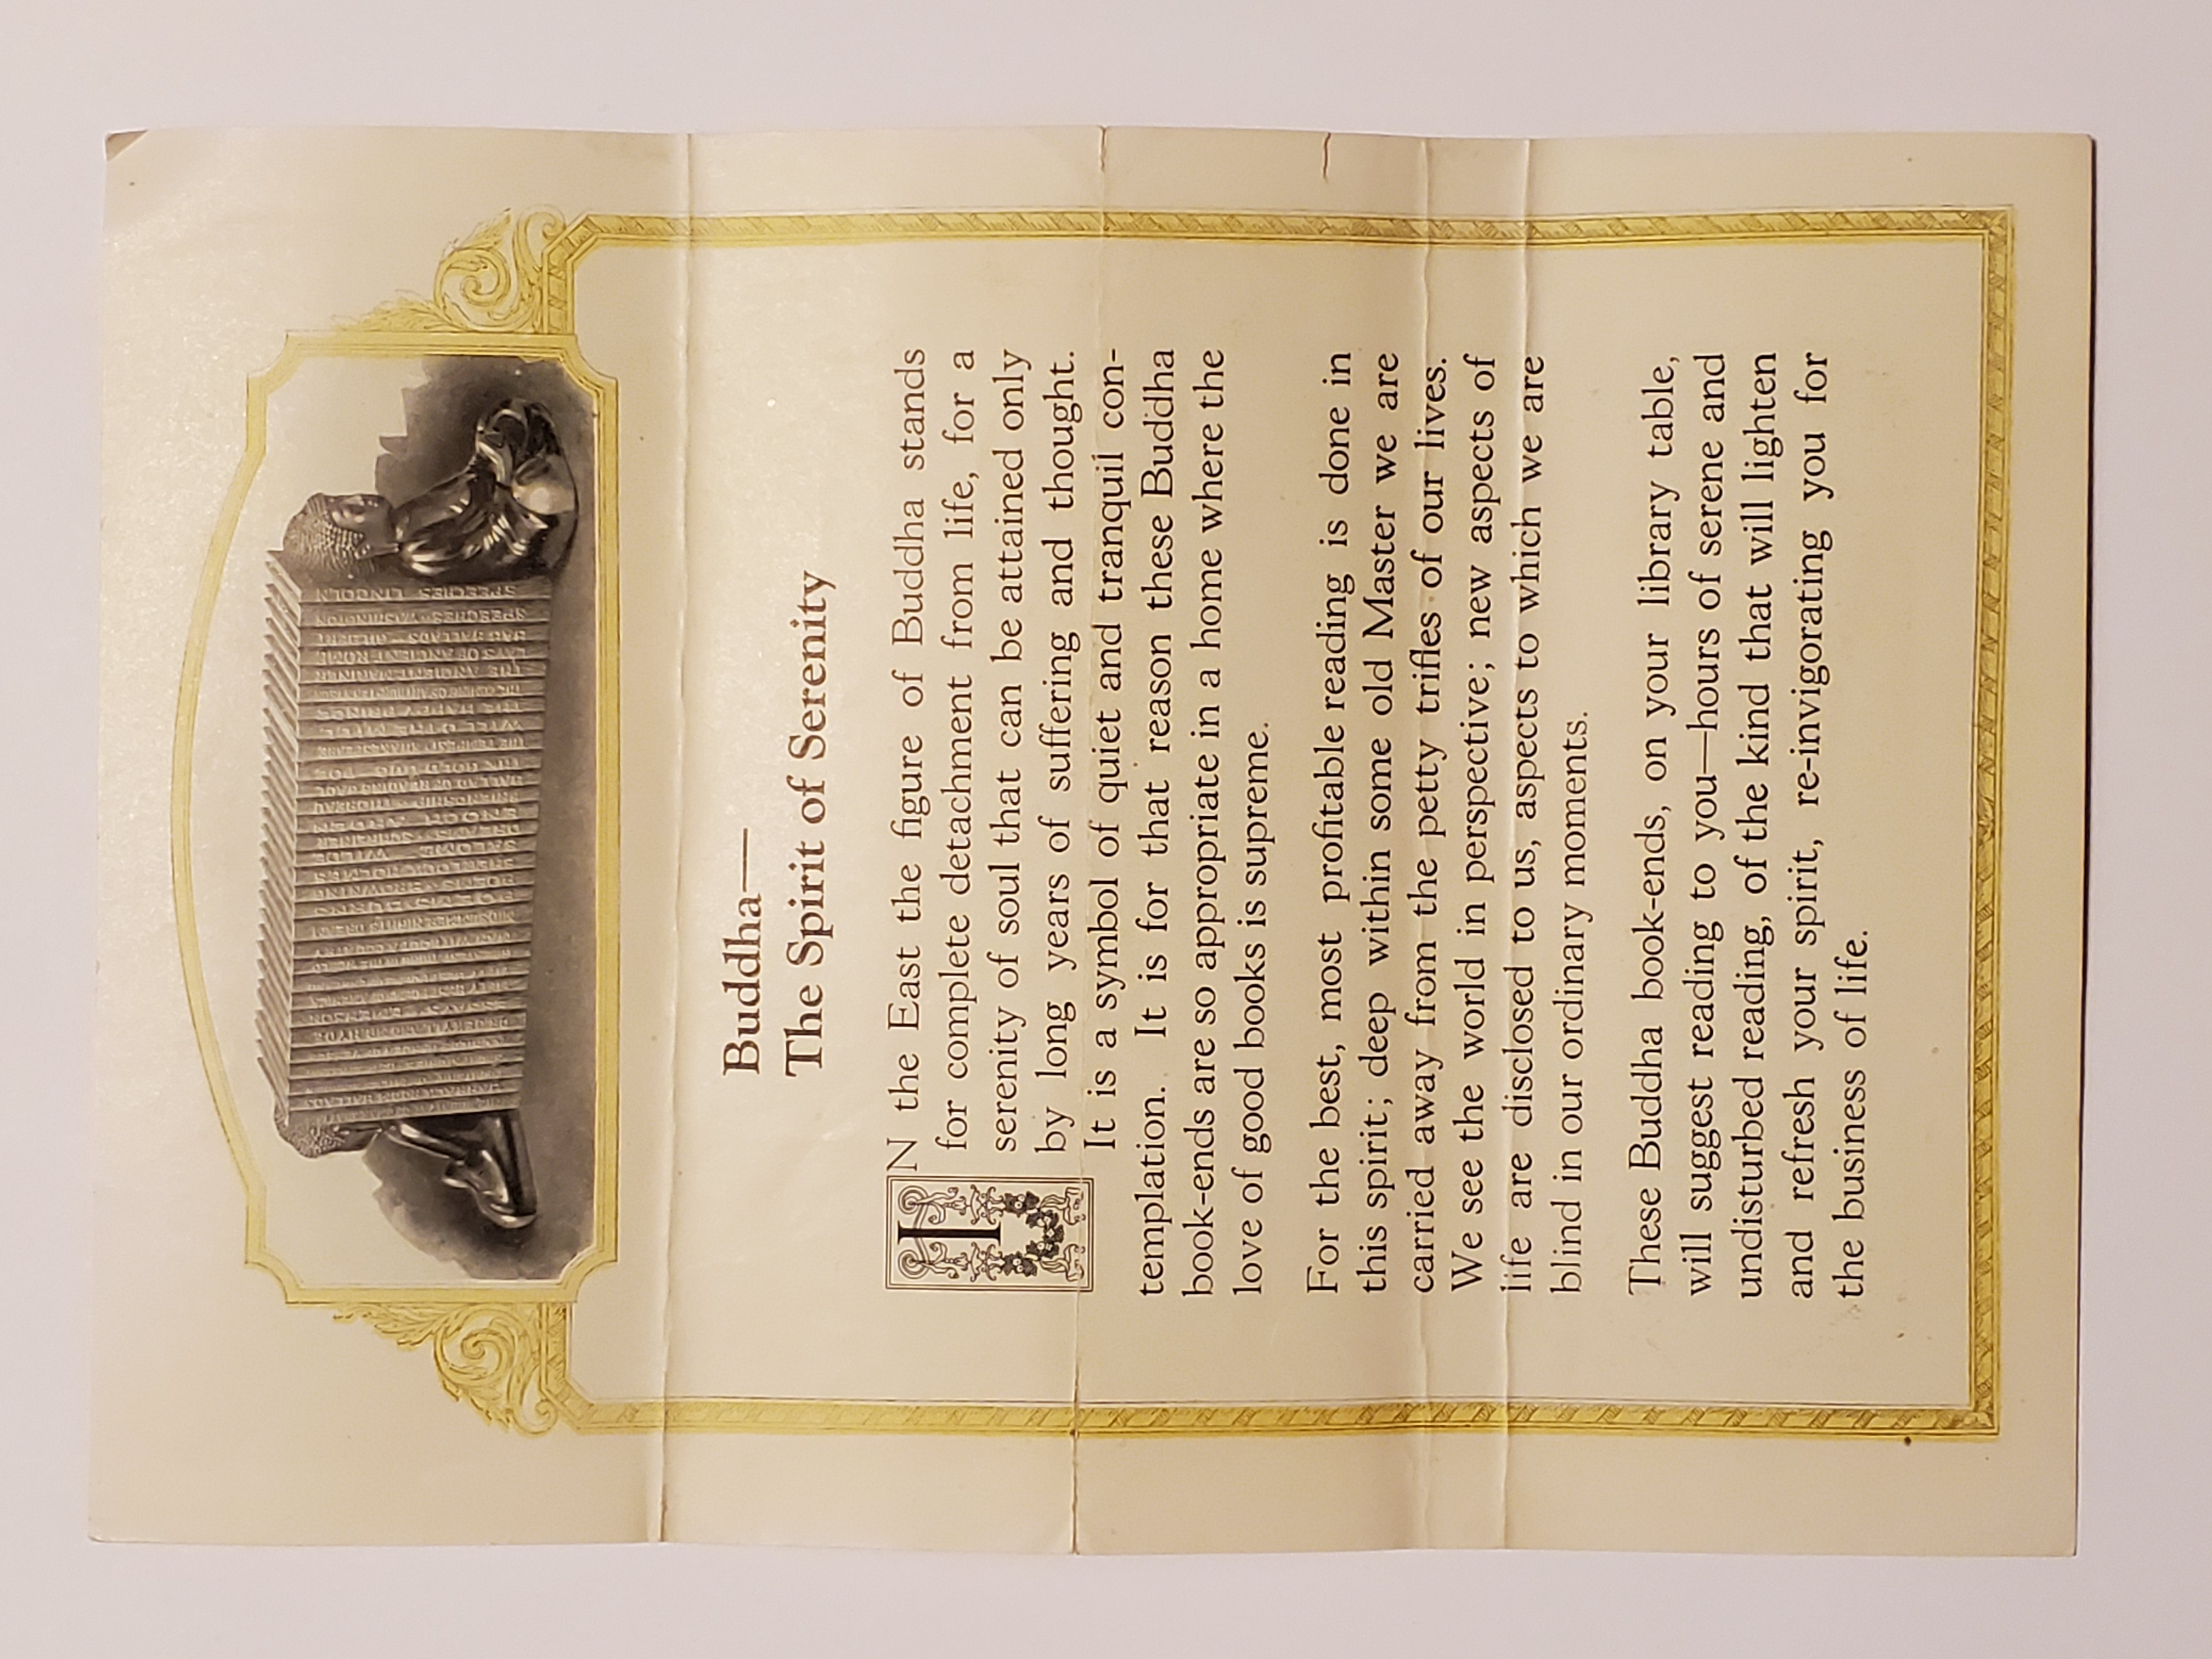 SPEECHES LINCOLN
SPEECHES WASHINGTON
Buddha—
The Spirit of Serenity
IN the East the figure of Buddha stands
for complete detachment from life, for a
serenity of soul that can be attained only
by long years of suffering and thought.
It is a symbol of quiet and tranquil con-
templation. It is for that reason these Buddha
book-ends are so appropriate in a home where the
love of good books is supreme.
For the best, most profitable reading is done in
this spirit; deep within some old Master we are
carried away from the petty trifles of our lives.
We see the world in perspective; new aspects of
life are disclosed to us, aspects to which we are
blind in our ordinary moments.
These Buddha book-ends, on your library table,
will suggest reading to you—hours of serene and
undisturbed reading, of the kind that will lighten
and refresh your spirit, re-invigorating you for
the business of life.